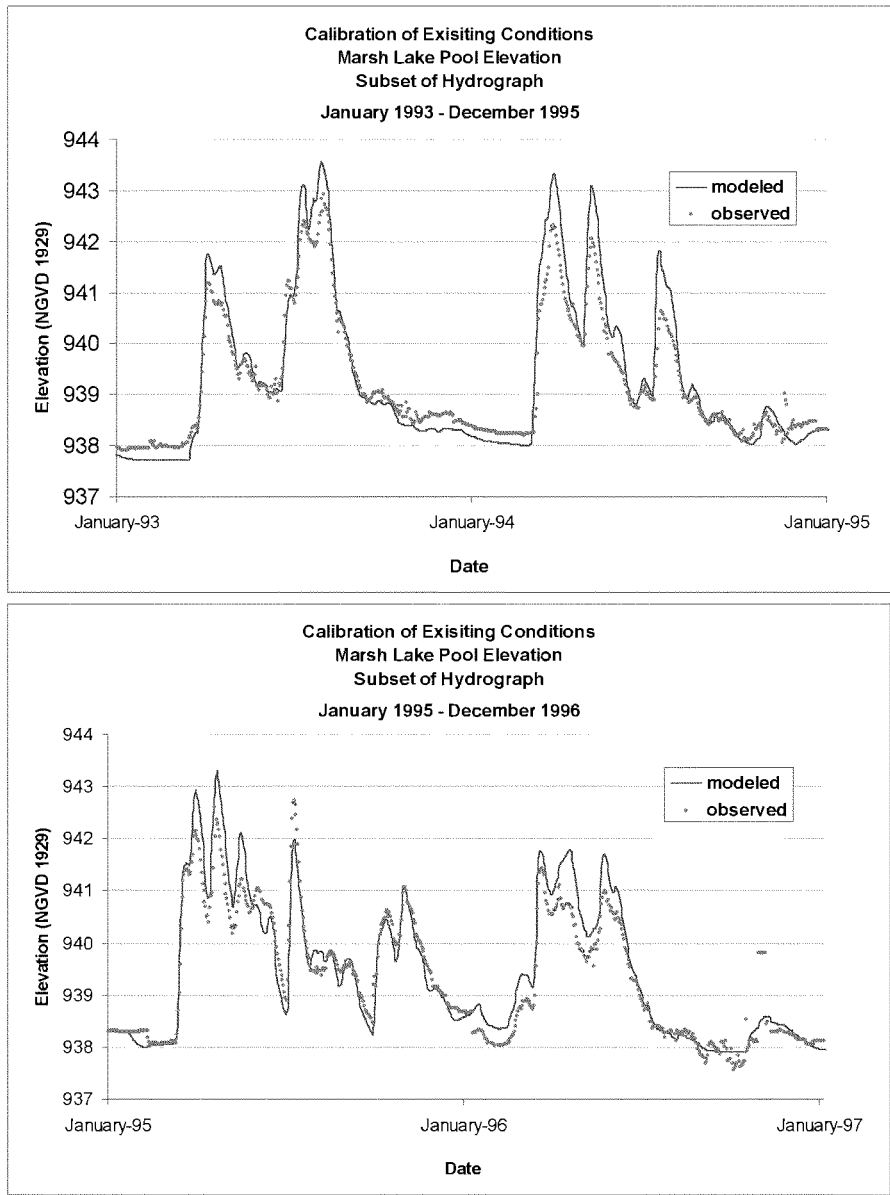 Calibration of Exisiting Conditions
Marsh Lake Pool Elevation
Subset of Hydrograph
January 1993 - December 1995
944
943
942
941
940
939
938
937
Elevation (NGVD 1929)
modeled
observed
January-93
January-94
January-95
Date
Calibration of Exisiting Conditions
Marsh Lake Pool Elevation
Subset of Hydrograph
January 1995 - December 1996
944
943
942
941
940
939
938
937
Elevation (NGVD 1929)
modeled
observed
January-95
January-96
January-97
Date